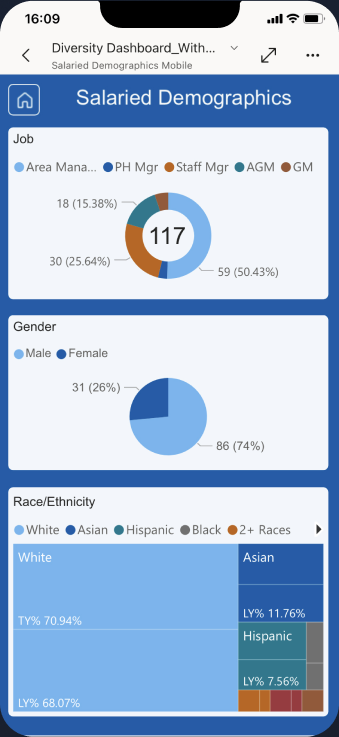 16:09
Diversity Dashboard_With...
Salaried Demographics Mobile
Salaried Demographics
Job
Area Mana... PH Mgr Staff Mgr AGM GM
18 (15.38%)
117
30 (25.64%)
59 (50.43%)
Gender
Male Female
31 (26%)
86 (74%)
Race/Ethnicity
White Asian Hispanic Black 2+ Races
White
Asian
TY% 70.94%
LY% 11.76%
Hispanic
LY% 7.56%
LY% 68.07%